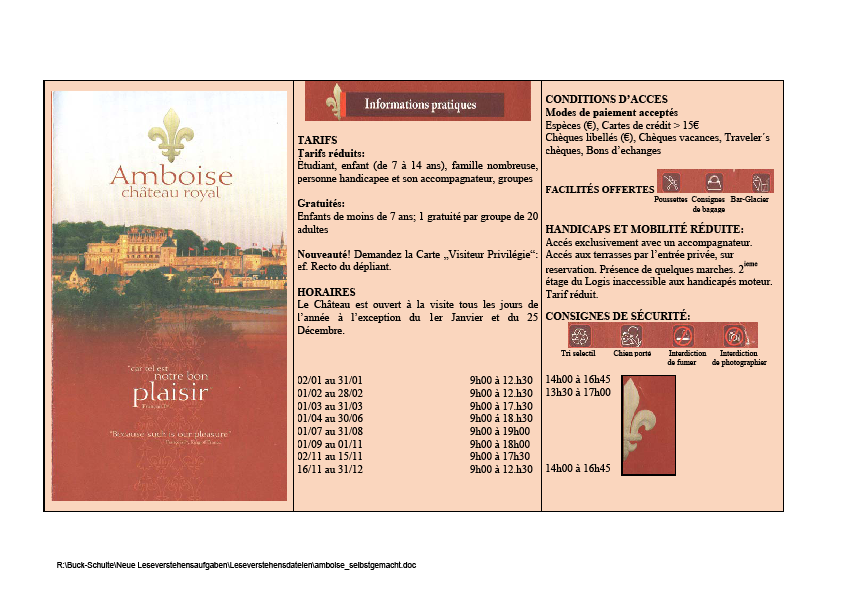 Amboise
château royal
"car tel est
notre bon
plaisir
"Because such is our pleasure"
Informations pratiques
TARIFS
Tarifs réduits:
Etudiant, enfant (de 7 à 14 ans), famille nombreuse,
personne handicapee et son accompagnateur, groupes
Gratuités:
Enfants de moins de 7 ans; 1 gratuité par groupe de 20
adultes
Nouveauté! Demandez la Carte „Visiteur Privilégie“:
ef. Recto du dépliant.
HORAIRES
Le Château est ouvert à la visite tous les jours de
l’année à l’exception du 1er Janvier et du 25
Décembre.
02/01 au 31/01 9h00 à 12.h30
01/02 au 28/02 9h00 à 12.h30
01/03 au 31/03 9h00 à 17.h30
01/04 au 30/06 9h00 à 18.h30
01/07 au 31/08 9h00 à 19h00
01/09 au 01/11 9h00 à 18h00
02/11 au 15/11 9h00 à 17h30
16/11 au 31/12 9h00 à 12.h30
CONDITIONS D’ACCES
Modes de paiement acceptés
Espèces (€), Cartes de crédit > 15€
Chèques libellés (€), Chèques vacances, Traveler´s
chèques, Bons d’echanges
FACILITÉS OFFERTES
Poussettes Consignes Bar-Glacier
de bagage
HANDICAPS ET MOBILITÉ RÉDUITE:
Accés exclusivement avec un accompagnateur.
Accés aux terrasses par l’entrée privée, sur
reservation. Présence de quelques marches. 2ieme
étage du Logis inaccessible aux handicapés moteur.
Tarif réduit.
CONSIGNES DE SÉCURITÉ:
Tri selectil Chien porté Interdiction Interdiction
de fumer de photographier
14h00 à 16h45
13h30 à 17h00
14h00 à 16h45
R:\Buck-Schulte\Neue Leseverstehensaufgaben\Leseverstehensdateien\amboise_selbstgemacht.doc